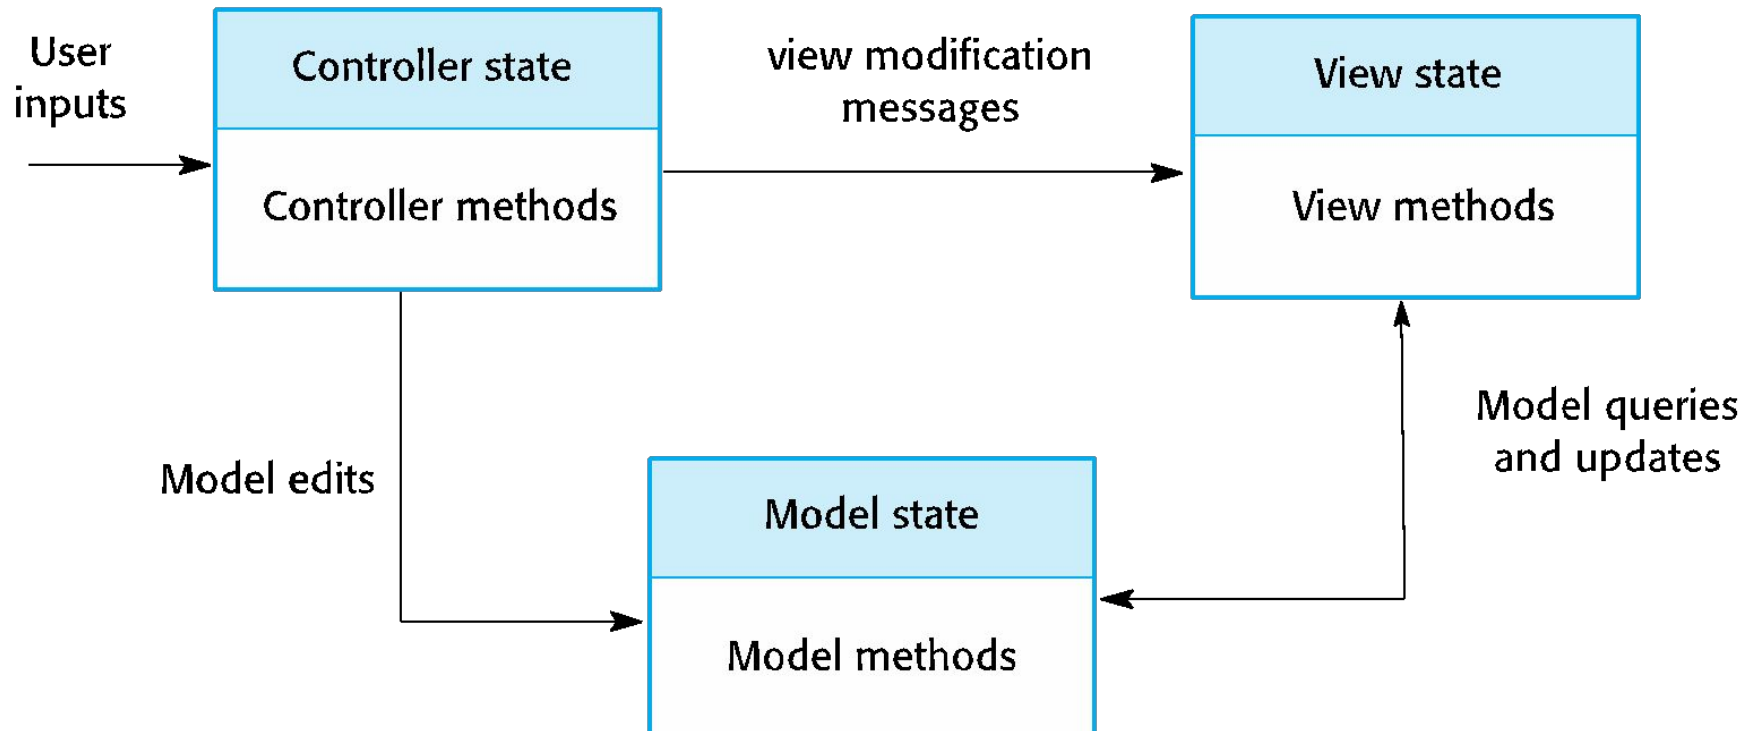 User
inputs
Controller state
Controller methods
view modification
messages
View state
View methods
Model edits
Model state
Model methods
Model queries
and updates